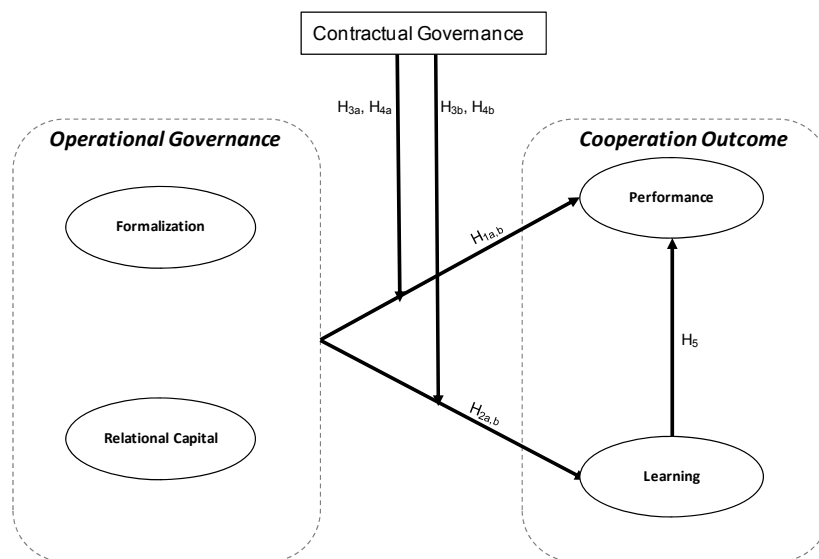 Contractual Governance
H3a, H4a
H3b, H4b
Operational Governance
Cooperation Outcome
Formalization
Performance
H1a,b
H5
Relational Capital
H2a,b
Learning